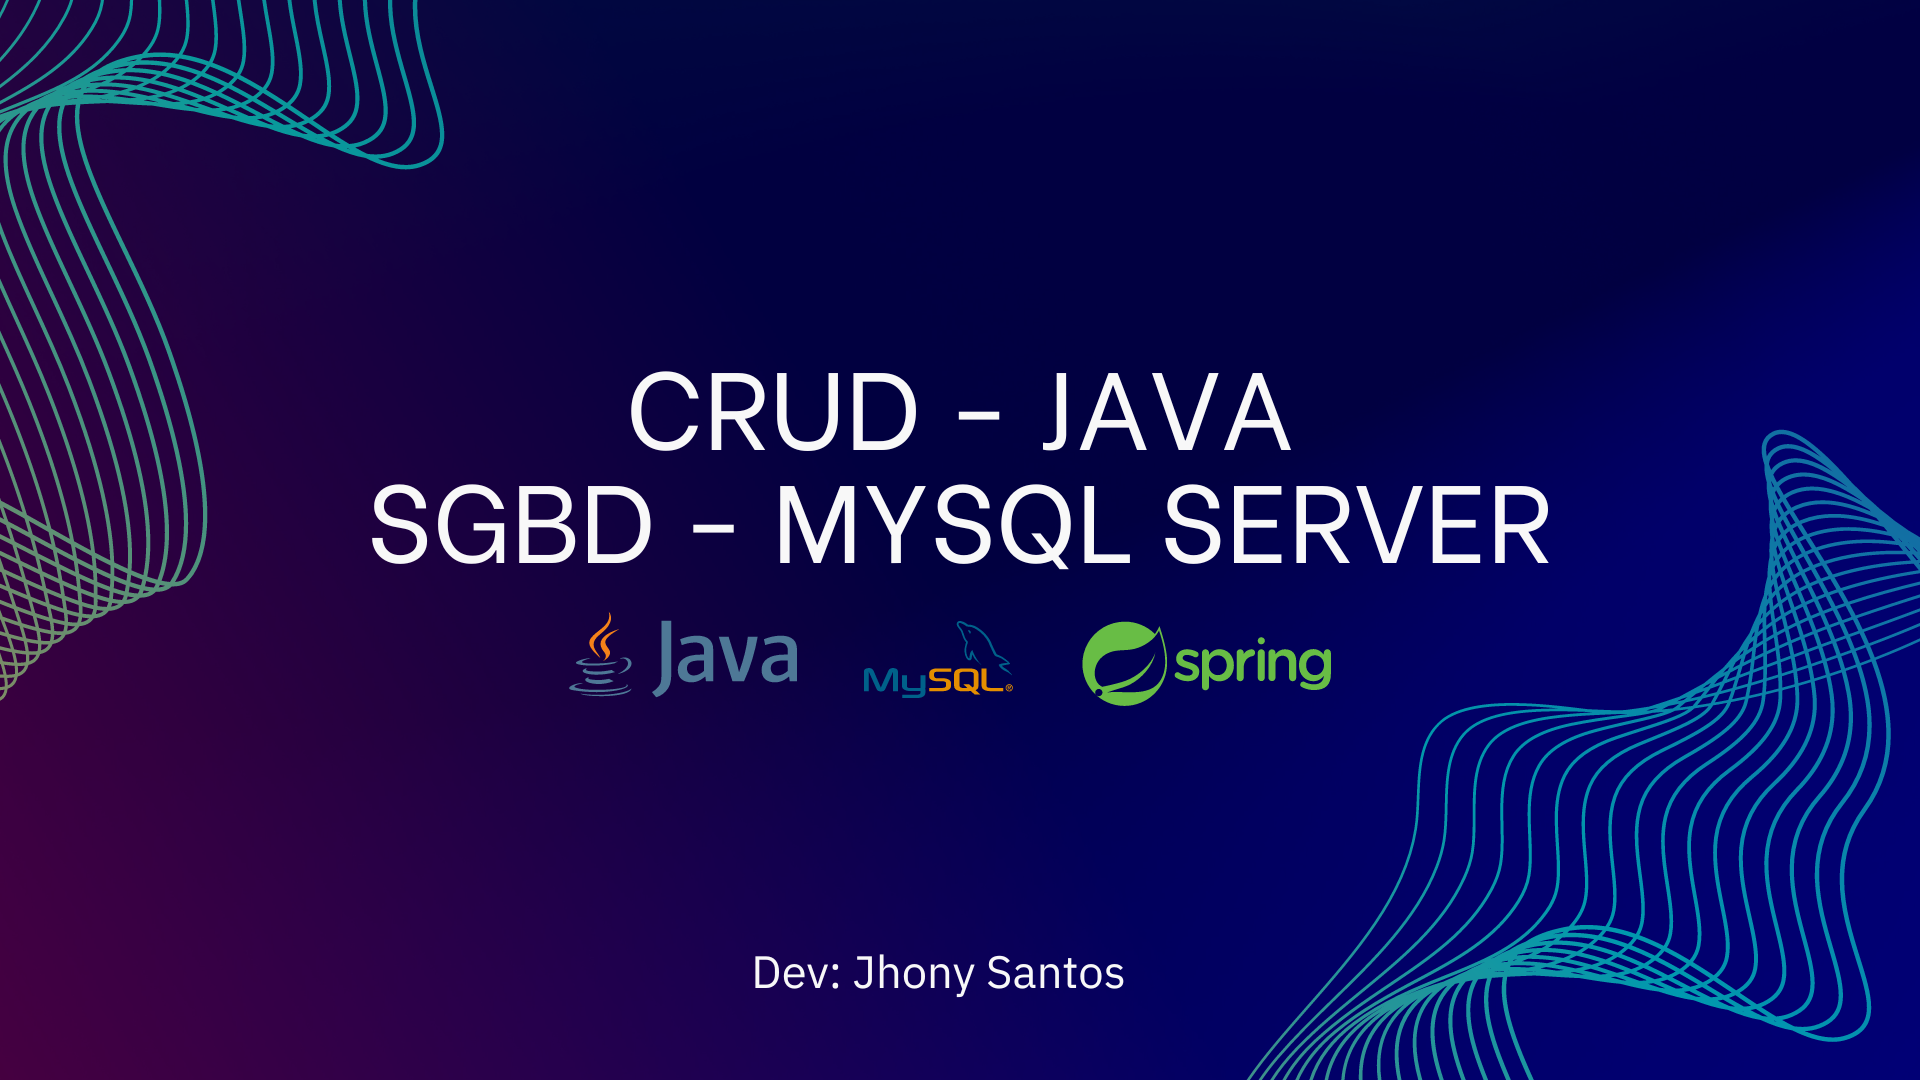 CRUD - JAVA
SGBD - MYSQL SERVER
Java MySQL® spring
Dev: Jhony Santos